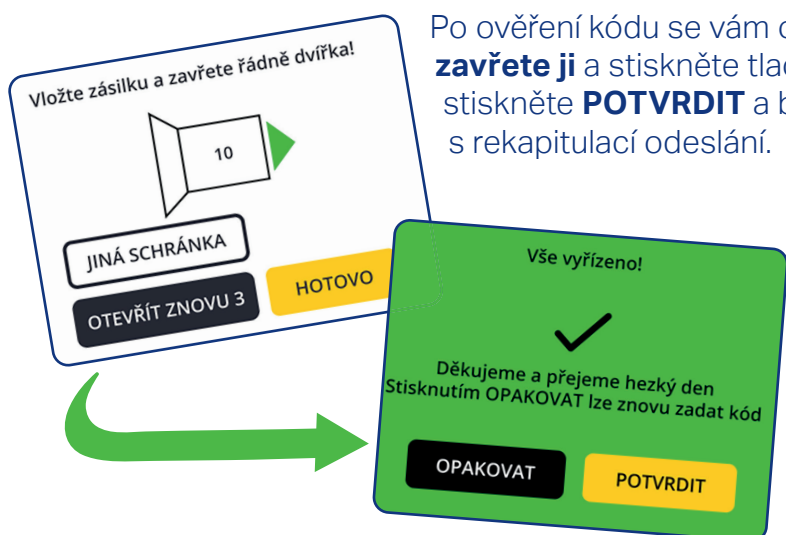 Po ověření kódu se vám
zavřete ji a stiskněte
stiskněte POTVRDIT a
s rekapitulací odeslání.
Vložte zásilku a zavřete řádně dvířka!
10
JINÁ SCHRÁNKA
OTEVŘÍT ZNOVU 3
HOTOVO
Vše vyřízeno!
Děkujeme a přejeme hezký den
Stisknutím OPAKOVAT lze znovu zadat kód
OPAKOVAT
POTVRDIT